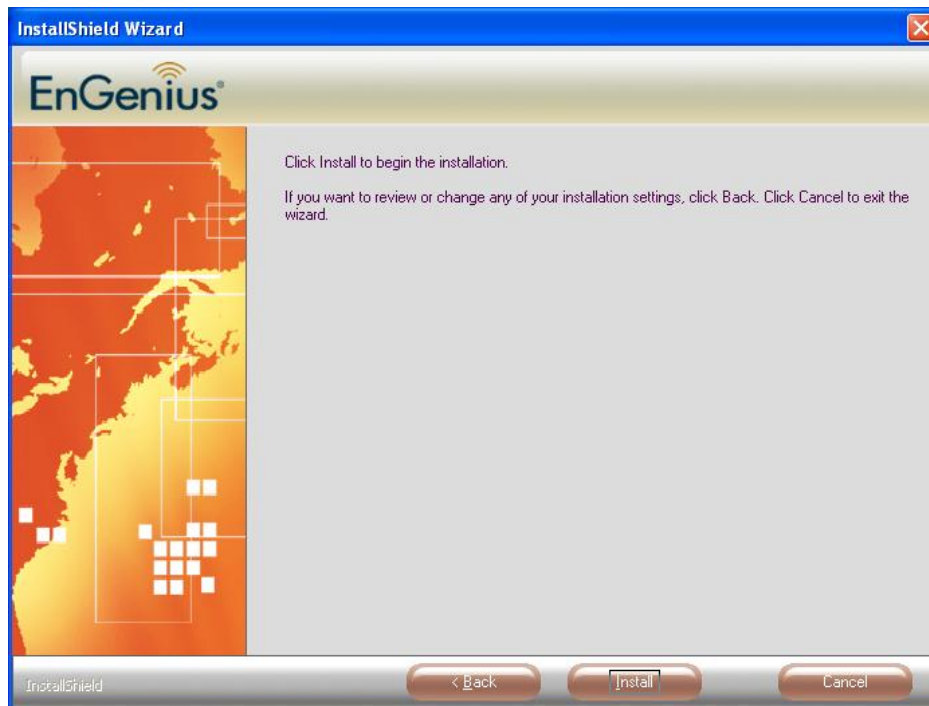 InstallShield Wizard
EnGenius®
Click Install to begin the installation.
If you want to review or change any of your installation settings, click Back. Click Cancel to exit the
wizard.
InstallShield
< Back
Install
Cancel